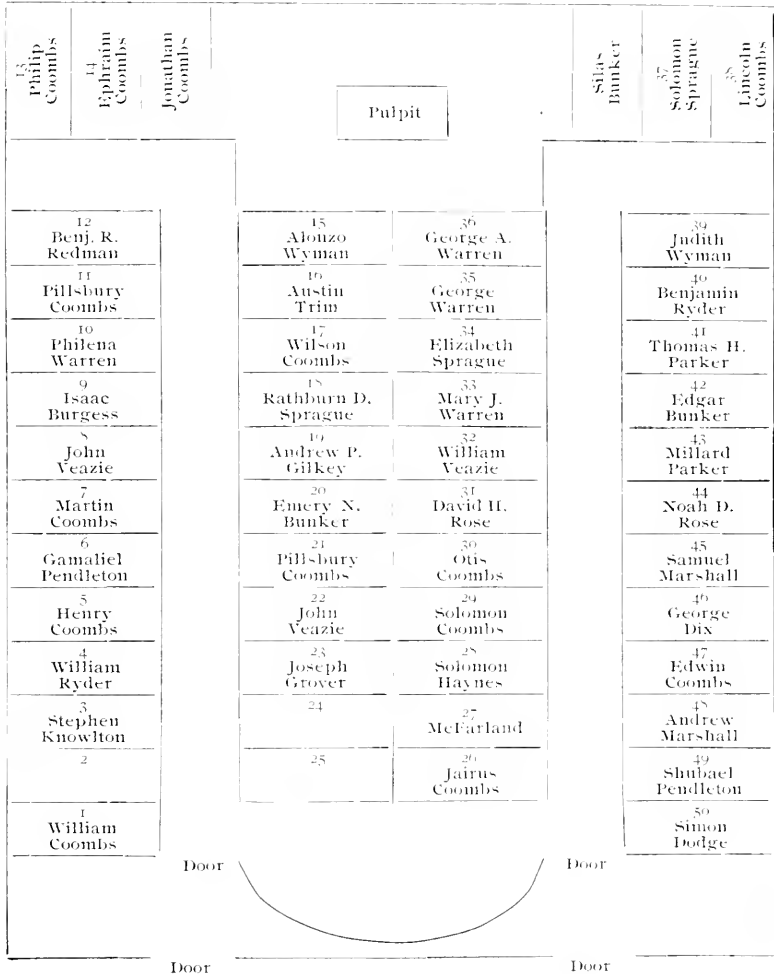 13
Philip
Coombs
14
Ephraim
Coombs
Jonathan
Coombs
Pulpit
Silas
Bunker
37
Solomon
Sprague
38
Lincoln
Coombs
12
Benj. R.
Redman
11
Pillsbury
Coombs
10
Philena
Warren
9
Isaac
Burgess
8
John
Veazie
7
Martin
Coombs
6
Gamaliel
Pendleton
5
Henry
Coombs
4
William
Ryder
3
Stephen
Knowlton
2
1
William
Coombs
15
Alonzo
Wyman
16
Austin
Trim
17
Wilson
Coombs
18
Rathburn D.
Sprague
19
Andrew P.
Gilkey
20
Emery N.
Bunker
21
Pillsbury
Coombs
22
John
Veazie
23
Joseph
Grover
24
25
36
George A.
Warren
35
George
Warren
34
Elizabeth
Sprague
33
Mary J.
Warren
32
William
Veazie
31
David H.
Rose
30
Otis
Coombs
29
Solomon
Coombs
28
Solomon
Haynes
27
McFarland
26
Jairus
Coombs
39
Judith
Wyman
40
Benjamin
Ryder
41
Thomas H.
Parker
42
Edgar
Bunker
43
Millard
Parker
44
Noah D.
Rose
45
Samuel
Marshall
46
George
Dix
47
Edwin
Coombs
48
Andrew
Marshall
49
Shubael
Pendleton
50
Simon
Dodge
Door
Door
Door
Door